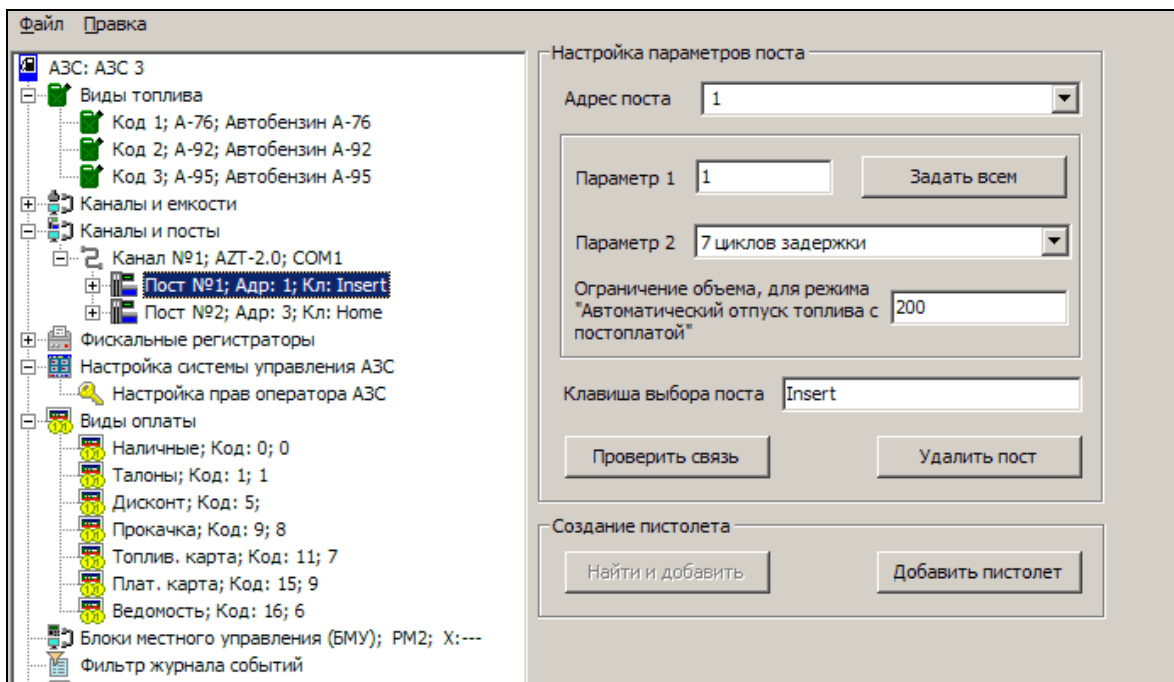 Файл Правка
АЗС: АЗС 3
Виды топлива
Код 1; А-76; Автобензин А-76
Код 2; А-92; Автобензин А-92
Код 3; А-95; Автобензин А-95
Каналы и емкости
Каналы и посты
Канал №1; AZT-2.0; COM1
Пост №1; Адр: 1; Кл: Insert
Пост №2; Адр: 3; Кл: Home
Фискальные регистраторы
Настройка системы управления АЗС
Настройка прав оператора АЗС
Виды оплаты
Наличные; Код: 0; 0
Талоны; Код: 1; 1
Дисконт; Код: 5;
Прокачка; Код: 9; 8
Топлив. карта; Код: 11; 7
Плат. карта; Код: 15; 9
Ведомость; Код: 16; 6
Блоки местного управления (БМУ); РМ2; X:---
Фильтр журнала событий
Настройка параметров поста
Адрес поста 1
Параметр 1 1 Задать всем
Параметр 2 7 циклов задержки
Ограничение объема, для режима
"Автоматический отпуск топлива с 200
постоплатой"
Клавиша выбора поста Insert
Проверить связь Удалить пост
Создание пистолета
Найти и добавить Добавить пистолет